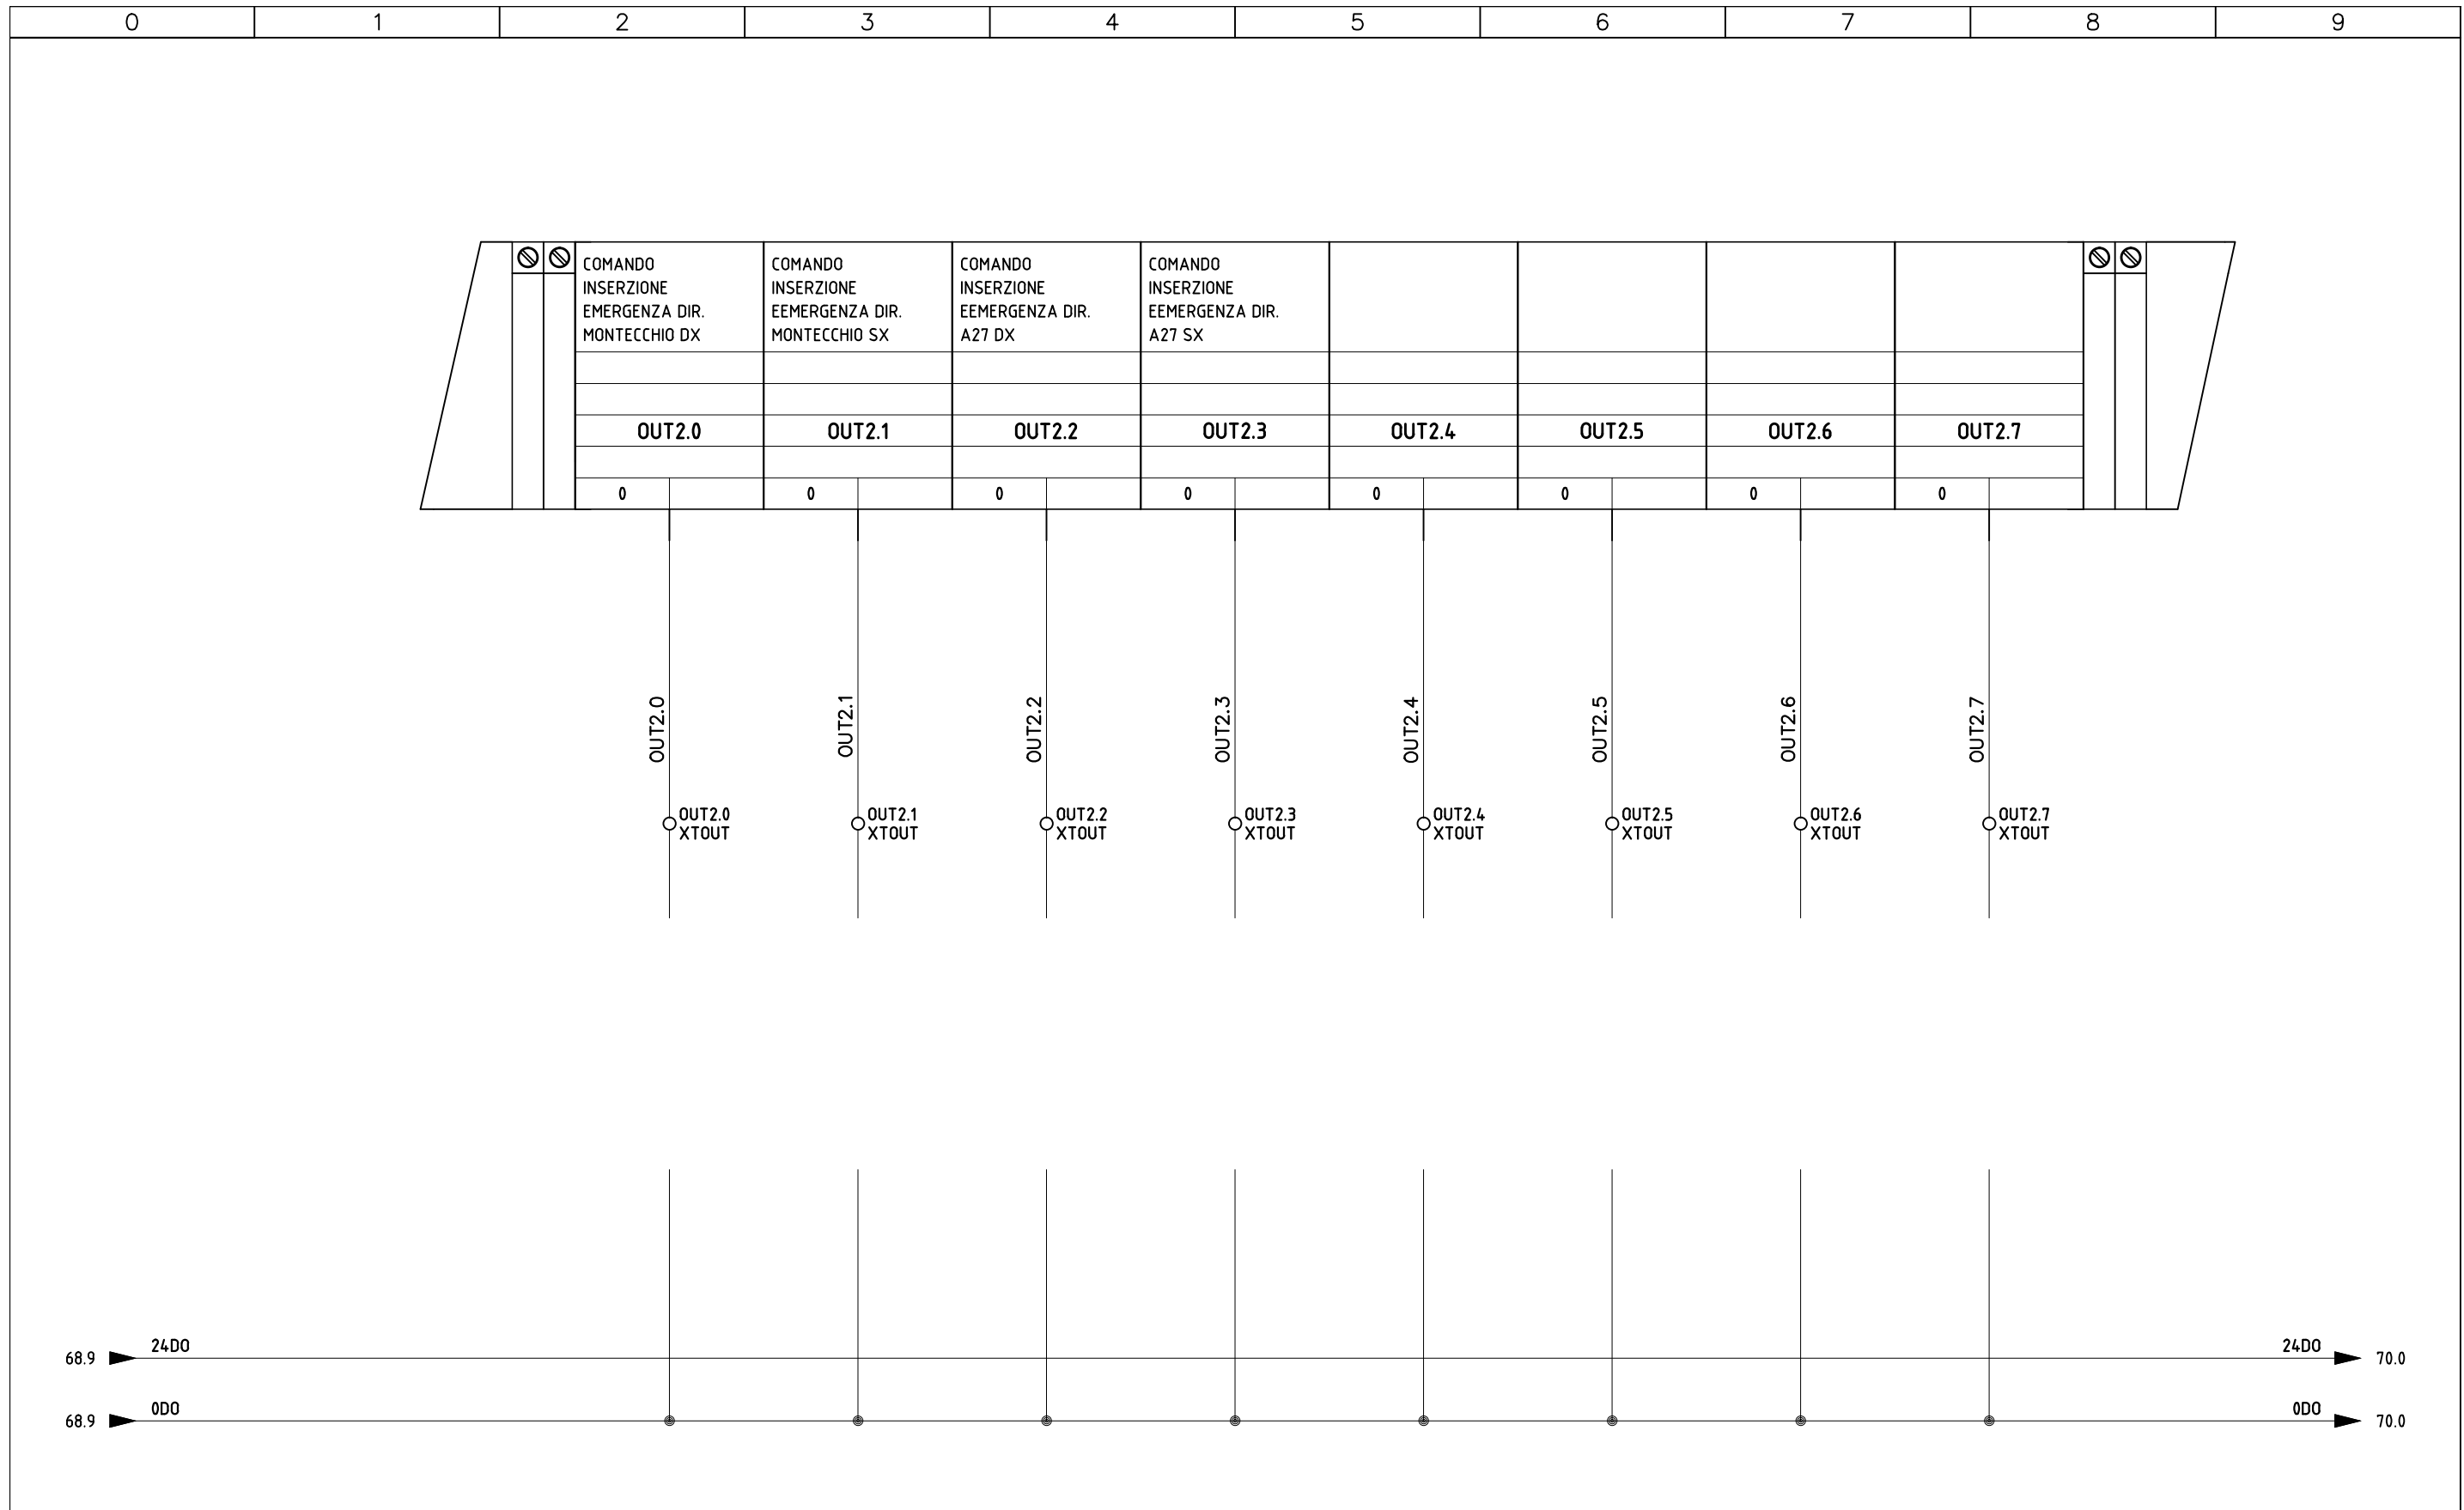 0 1 2 3 4 5 6 7 8 9
COMANDO
INSERZIONE
EMERGENZA DIR.
MONTECCHIO DX
COMANDO
INSERZIONE
EEMERGENZA DIR.
MONTECCHIO SX
COMANDO
INSERZIONE
EEMERGENZA DIR.
A27 DX
COMANDO
INSERZIONE
EEMERGENZA DIR.
A27 SX
OUT2.0 OUT2.1 OUT2.2 OUT2.3 OUT2.4 OUT2.5 OUT2.6 OUT2.7
0 0 0 0 0 0 0 0
OUT2.0 OUT2.1 OUT2.2 OUT2.3 OUT2.4 OUT2.5 OUT2.6 OUT2.7
OUT2.0 OUT2.1 OUT2.2 OUT2.3 OUT2.4 OUT2.5 OUT2.6 OUT2.7
XTOUT XTOUT XTOUT XTOUT XTOUT XTOUT XTOUT XTOUT
24DO 24DO
68.9 70.0
0DO 0DO
68.9 70.0